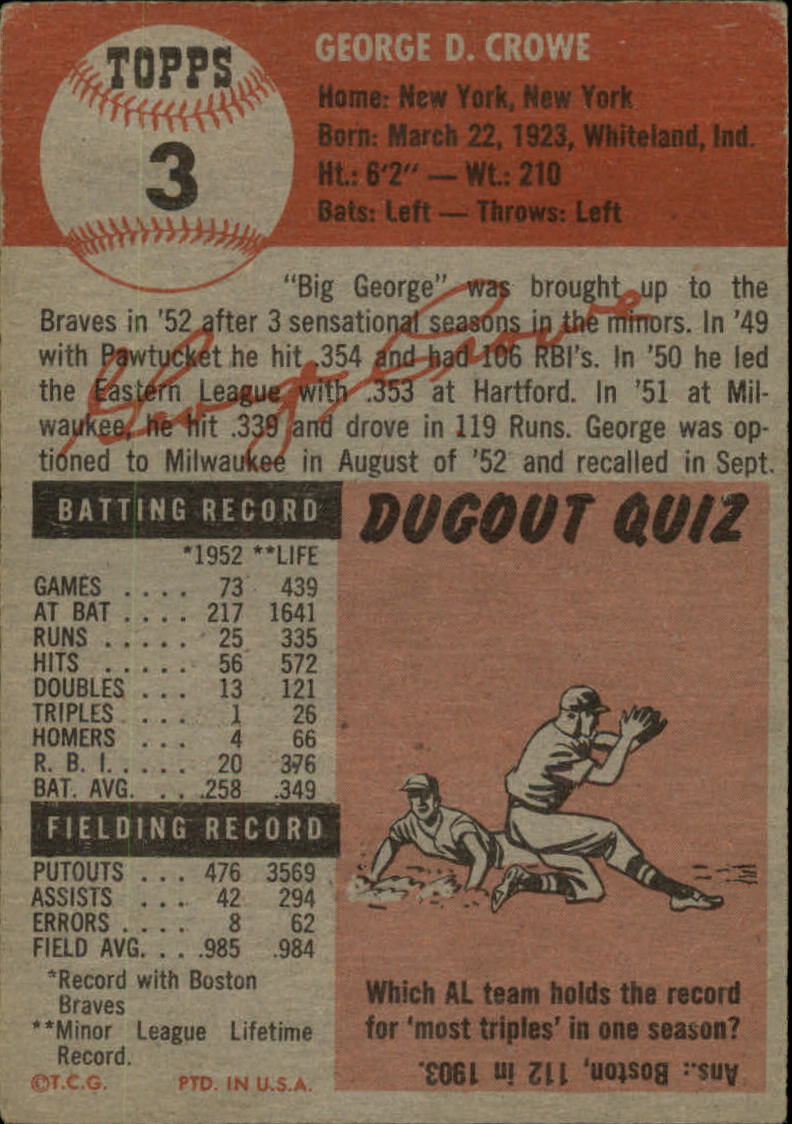 TOPPS
3
GEORGE D. CROWE
Home: New York, New York
Born: March 22, 1923, Whiteland, Ind.
Ht.: 6'2" — Wt.: 210
Bats: Left — Throws: Left
"Big George" was brought up to the
Braves in '52 after 3 sensational seasons in the minors. In '49
with Pawtucket he hit .354 and had 106 RBI's. In '50 he led
the Eastern League with .353 at Hartford. In '51 at Mil-
waukee, he hit .339 and drove in 119 Runs. George was op-
tioned to Milwaukee in August of '52 and recalled in Sept.
George Crowe
BATTING RECORD
*1952 **LIFE
GAMES . . . . 73 439
AT BAT . . . . 217 1641
RUNS . . . . . 25 335
HITS . . . . . 56 572
DOUBLES . . . 13 121
TRIPLES . . . 1 26
HOMERS . . . 4 66
R. B. I. . . . . 20 376
BAT. AVG. . . .258 .349
FIELDING RECORD
PUTOUTS . . . 476 3569
ASSISTS . . . 42 294
ERRORS . . . . 8 62
FIELD AVG. . . .985 .984
*Record with Boston
Braves
**Minor League Lifetime
Record.
©T.C.G. PTD. IN U.S.A.
DUGOUT QUIZ
Which AL team holds the record
for 'most triples' in one season?
Ans.: Boston, 112 in 1903.